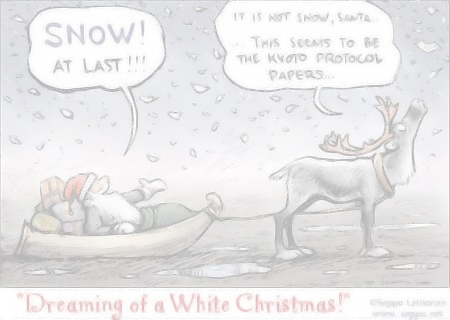 SNOW!
AT LAST!!!
IT IS NOT SNOW, SANTA...
... THIS SEEMS TO BE
THE KYOTO PROTOCOL
PAPERS...
"Dreaming of a White Christmas!"
©Seppo Leinonen
www.seppo.net